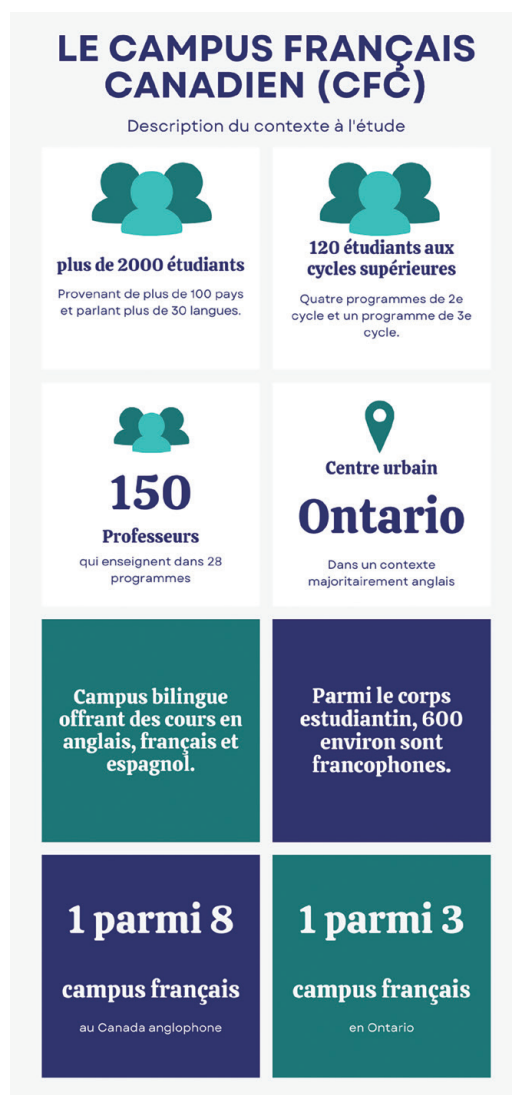 LE CAMPUS FRANÇAIS
CANADIEN (CFC)
Description du contexte à l'étude
plus de 2000 étudiants
Provenant de plus de 100 pays
et parlant plus de 30 langues.
120 étudiants aux
cycles supérieures
Quatre programmes de 2e
cycle et un programme de 3e
cycle.
150
Professeurs
qui enseignent dans 28
programmes
Centre urbain
Ontario
Dans un contexte
majoritairement anglais
Campus bilingue
offrant des cours en
anglais, français et
espagnol.
Parmi le corps
estudiantin, 600
environ sont
francophones.
1 parmi 8
campus français
au Canada anglophone
1 parmi 3
campus français
en Ontario